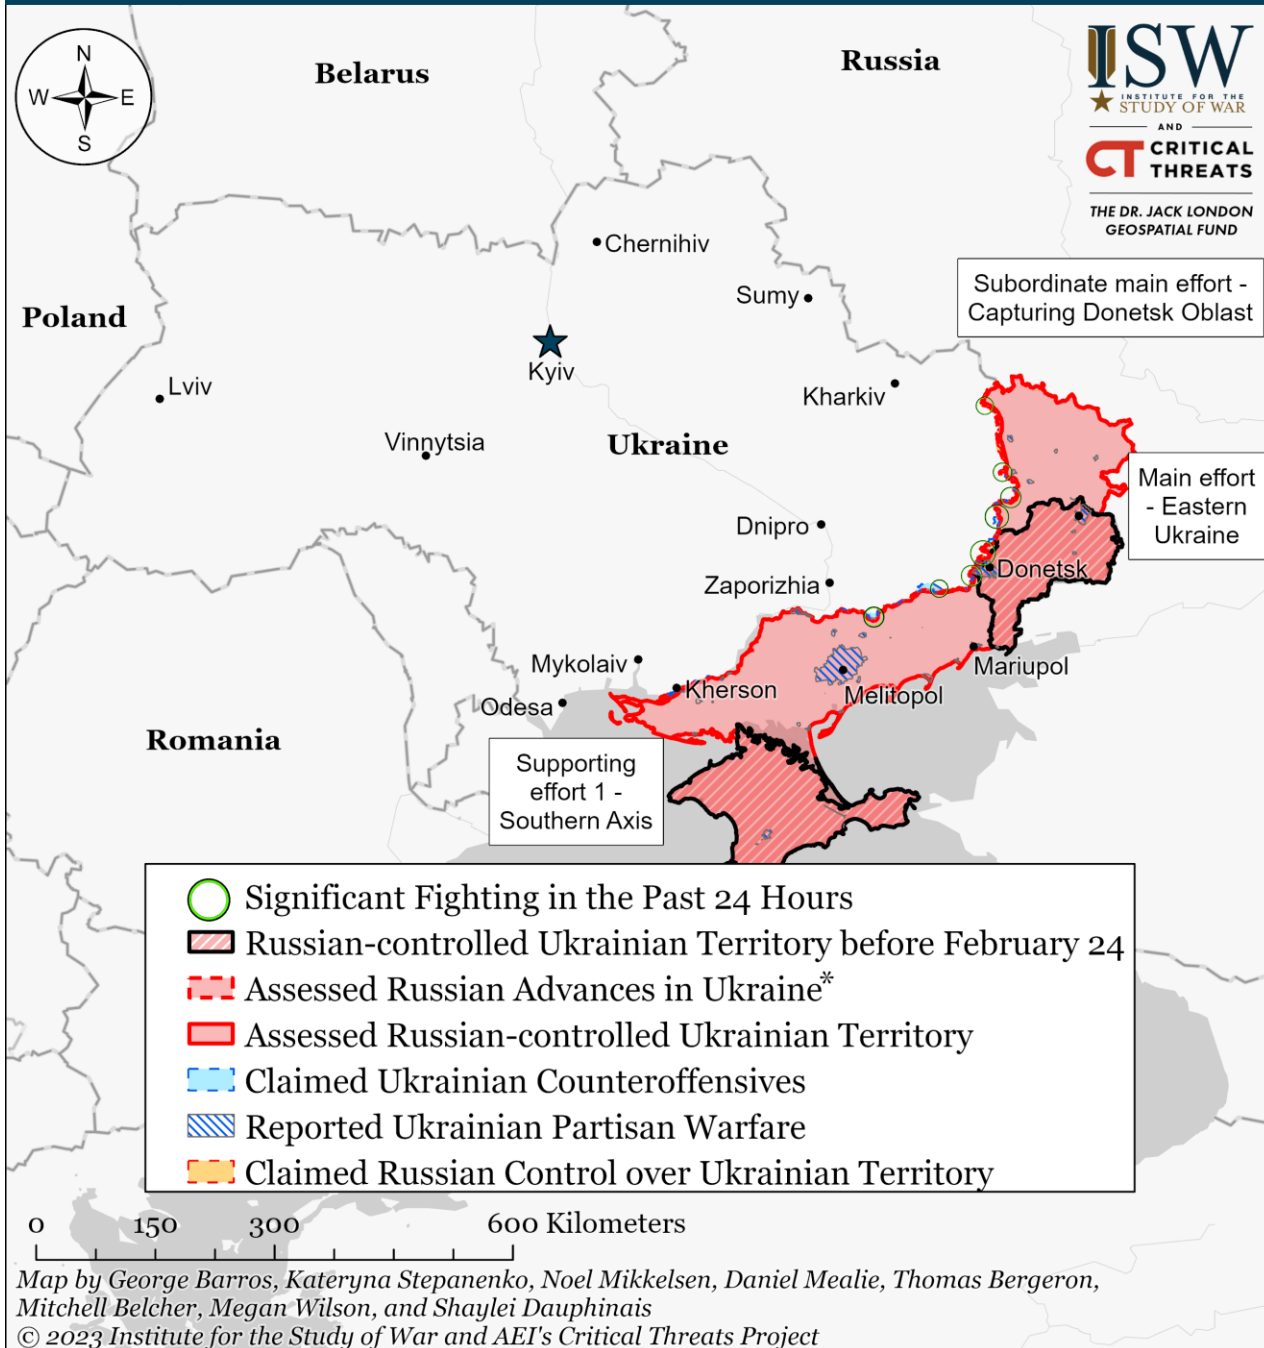 N
W
E
S
Belarus
Russia
ISW
INSTITUTE FOR THE
STUDY OF WAR
AND
CT CRITICAL
THREATS
THE DR. JACK LONDON
GEOSPATIAL FUND
Chernihiv
Sumy
Subordinate main effort -
Capturing Donetsk Oblast
Poland
Kyiv
Lviv
Kharkiv
Vinnytsia
Ukraine
Main effort
- Eastern
Ukraine
Dnipro
Donetsk
Zaporizhia
Mykolaiv
Mariupol
Kherson
Melitopol
Odesa
Romania
Supporting
effort 1 -
Southern Axis
Significant Fighting in the Past 24 Hours
Russian-controlled Ukrainian Territory before February 24
Assessed Russian Advances in Ukraine*
Assessed Russian-controlled Ukrainian Territory
Claimed Ukrainian Counteroffensives
Reported Ukrainian Partisan Warfare
Claimed Russian Control over Ukrainian Territory
0 150 300 600 Kilometers
Map by George Barros, Kateryna Stepanenko, Noel Mikkelsen, Daniel Mealie, Thomas Bergeron,
Mitchell Belcher, Megan Wilson, and Shaylei Dauphinais
© 2023 Institute for the Study of War and AEI's Critical Threats Project